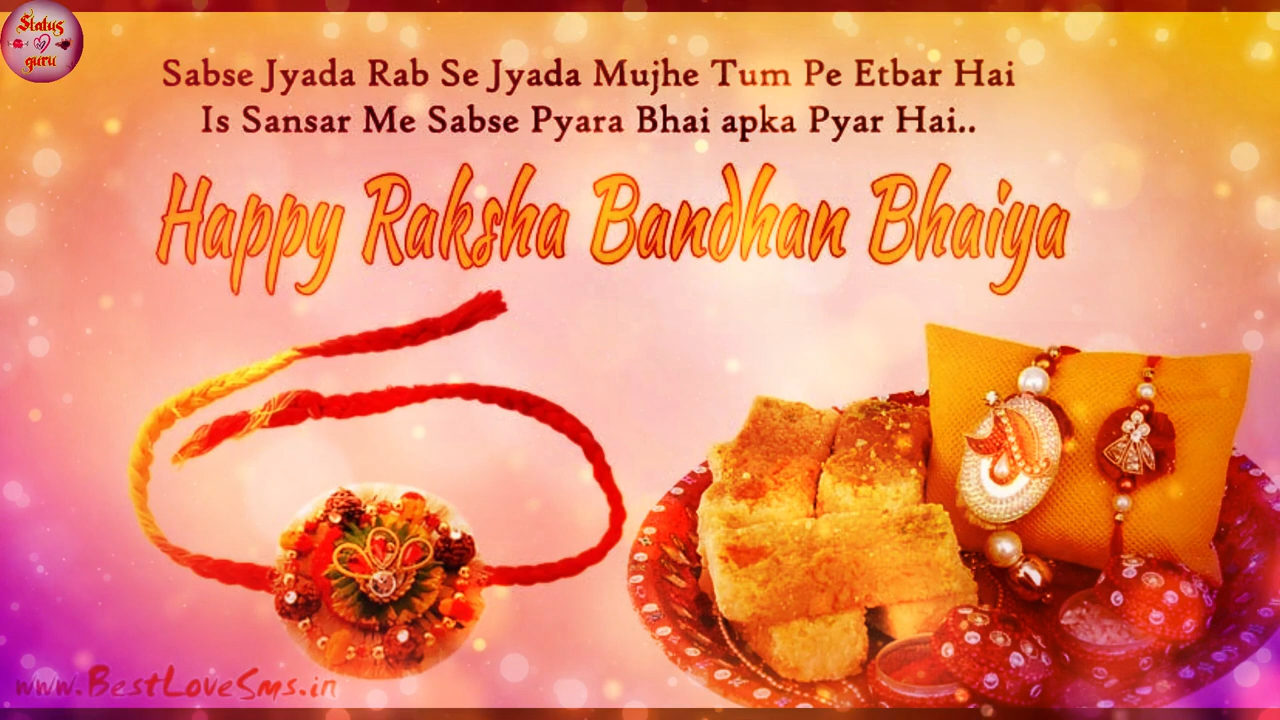 Status
guru
Sabse Jyada Rab Se Jyada Mujhe Tum Pe Etbar Hai
Is Sansar Me Sabse Pyara Bhai apka Pyar Hai..
Happy Raksha Bandhan Bhaiya
www.BestLoveSms.in